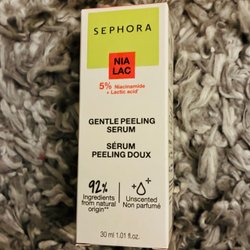 SEPHORA
NIA
LAC
5% Niacinamide
+ Lactic acid*
GENTLE PEELING
SERUM
SÉRUM
PEELING DOUX
92%
Ingredients
from natural
origin**
Unscented
Non parfumé
30 ml 1.01 fl.oz.